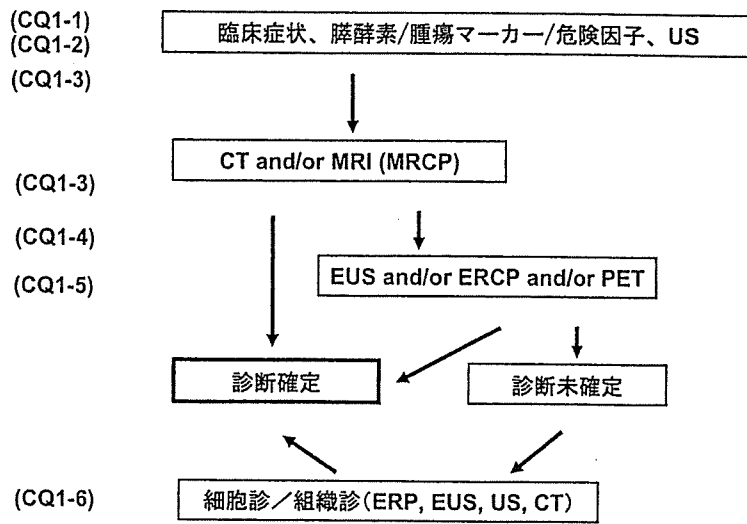 (CQ1-1)
(CQ1-2)
臨床症状、膵酵素/腫瘍マーカー/危険因子、US
(CQ1-3)
CT and/or MRI (MRCP)
(CQ1-3)
(CQ1-4)
(CQ1-5)
EUS and/or ERCP and/or PET
診断確定
診断未確定
(CQ1-6)
細胞診/組織診(ERP, EUS, US, CT)